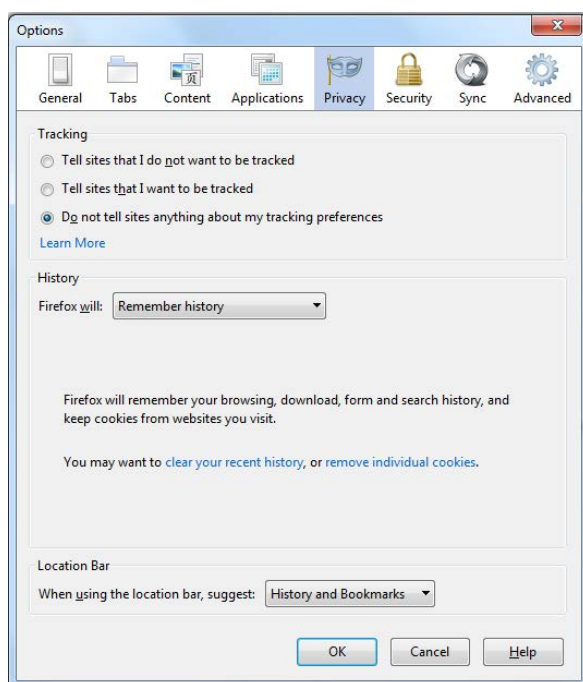 Options
General Tabs Content Applications Privacy Security Sync Advanced
Tracking
Tell sites that I do not want to be tracked
Tell sites that I want to be tracked
Do not tell sites anything about my tracking preferences
Learn More
History
Firefox will: Remember history
Firefox will remember your browsing, download, form and search history, and
keep cookies from websites you visit.
You may want to clear your recent history, or remove individual cookies.
Location Bar
When using the location bar, suggest: History and Bookmarks
OK Cancel Help